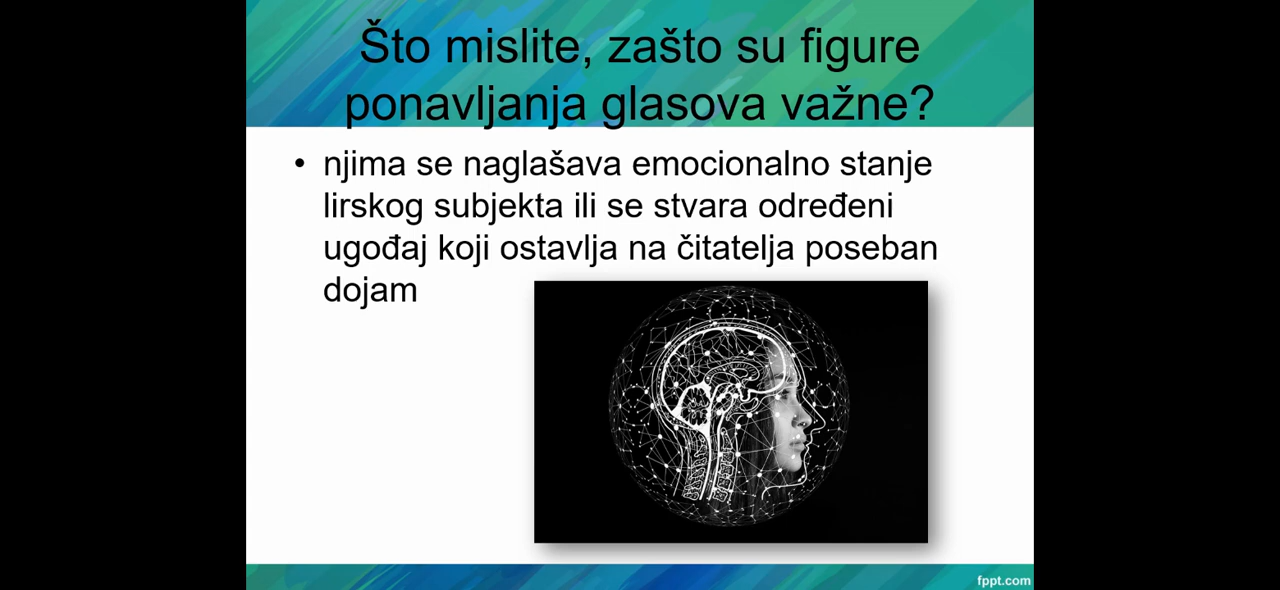 Što mislite, zašto su figure
ponavljanja glasova važne?
• njima se naglašava emocionalno stanje
lirskog subjekta ili se stvara određeni
ugođaj koji ostavlja na čitatelja poseban
dojam
fppt.com